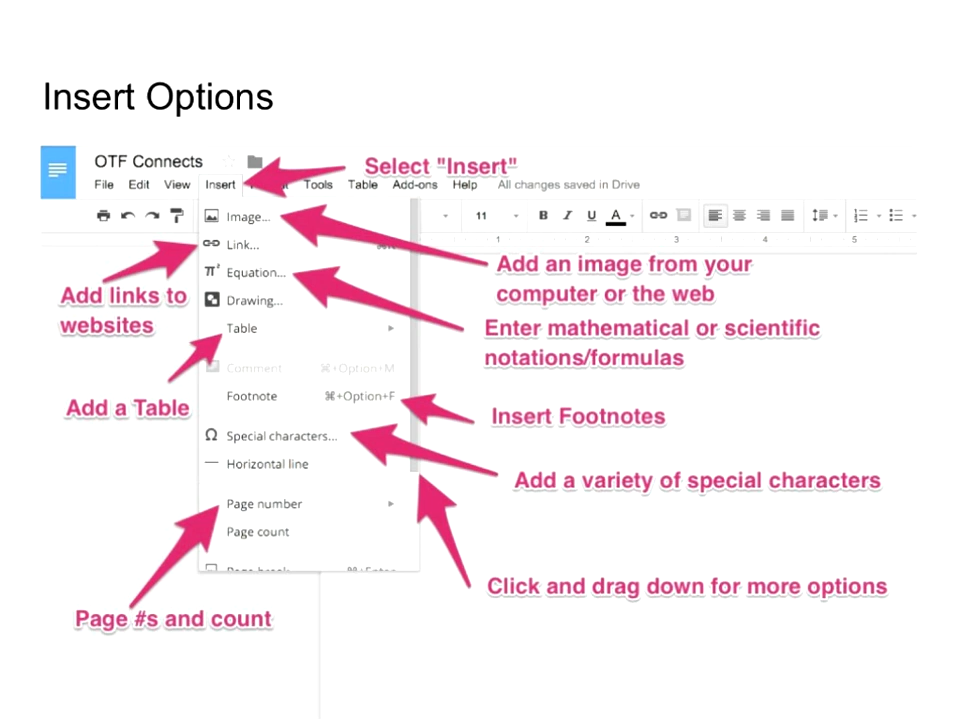 Insert Options
OTF Connects
Select "Insert"
File Edit View Insert Tools Table Add-ons Help All changes saved in Drive
11 B I U A
Image...
1 2 3 4 5
Link...
Add an image from your
computer or the web
Equation...
Add links to
websites
Drawing...
Enter mathematical or scientific
notations/formulas
Table
Comment ⌘+Option+M
Footnote ⌘+Option+F
Add a Table
Insert Footnotes
Ω Special characters...
Horizontal line
Add a variety of special characters
Page number
Page count
Page break ⌘+Enter
Click and drag down for more options
Page #s and count